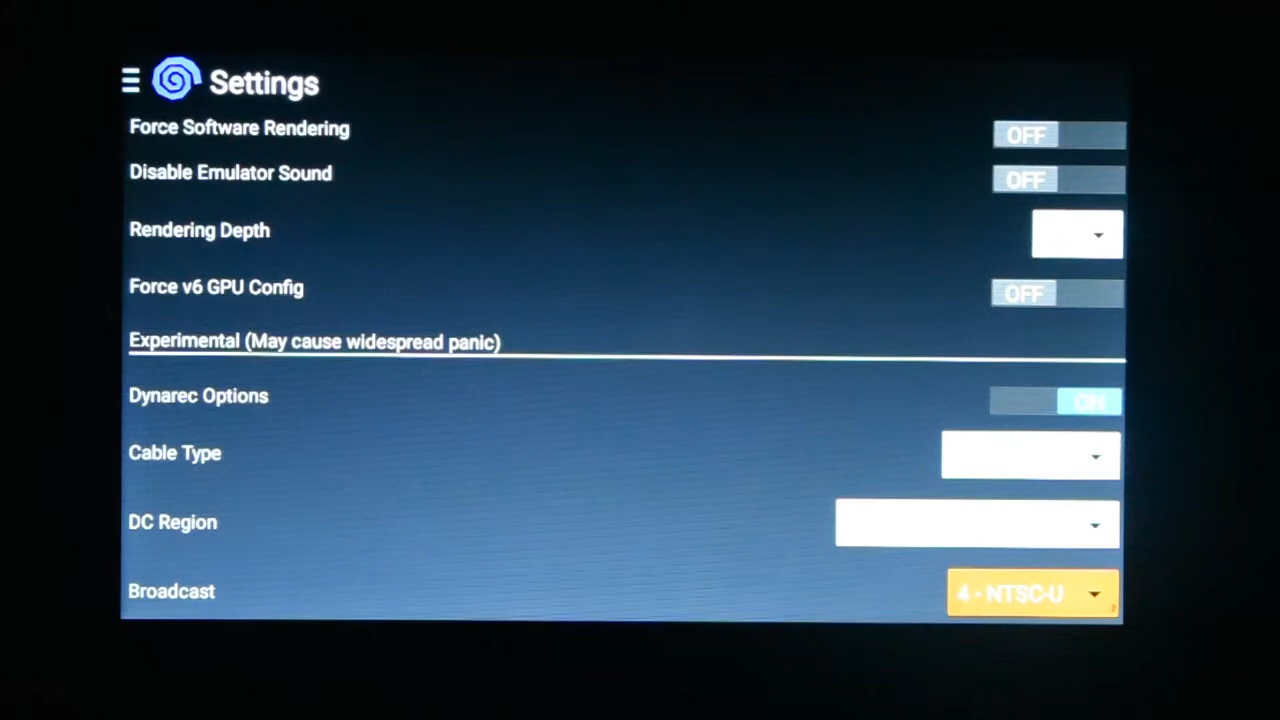 Settings
Force Software Rendering
OFF
Disable Emulator Sound
OFF
Rendering Depth
Force v6 GPU Config
OFF
Experimental (May cause widespread panic)
Dynarec Options
ON
Cable Type
DC Region
Broadcast
4 - NTSC-U